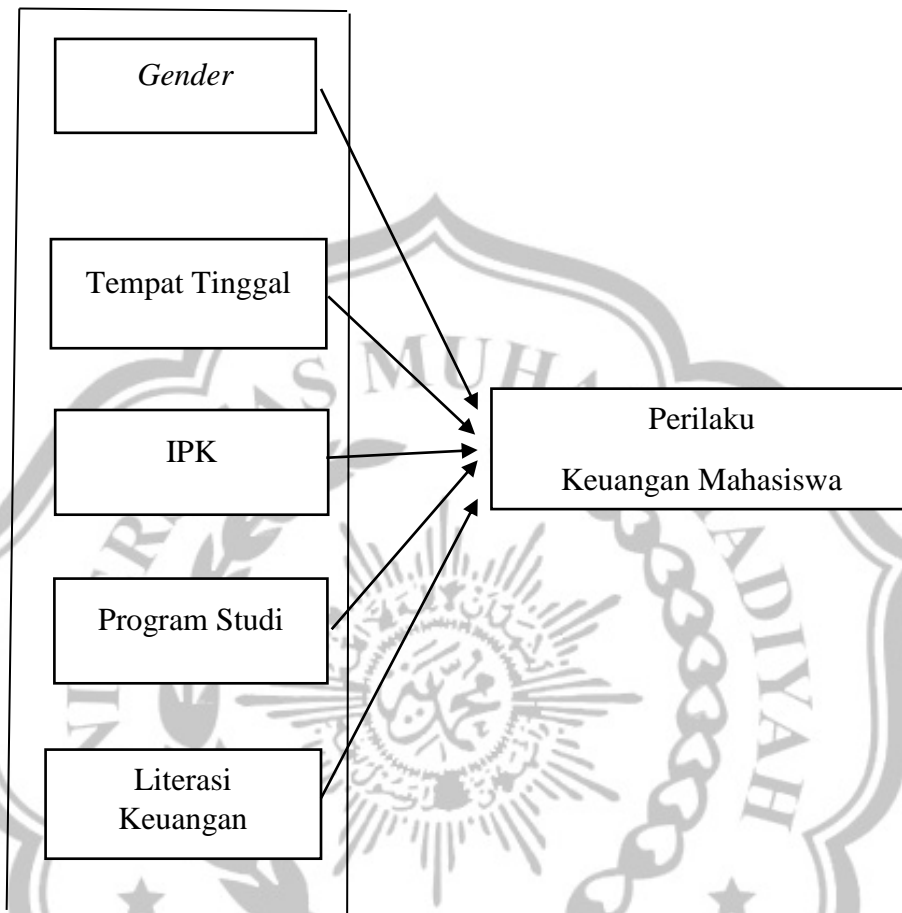 Gender
Tempat Tinggal
IPK
Program Studi
Literasi
Keuangan
Perilaku
Keuangan Mahasiswa